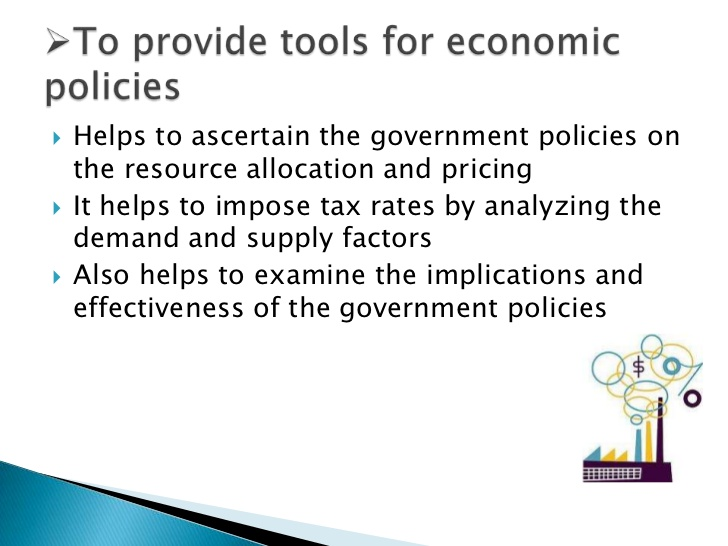 ➢To provide tools for economic
policies
Helps to ascertain the government policies on
the resource allocation and pricing
It helps to impose tax rates by analyzing the
demand and supply factors
Also helps to examine the implications and
effectiveness of the government policies
$ %